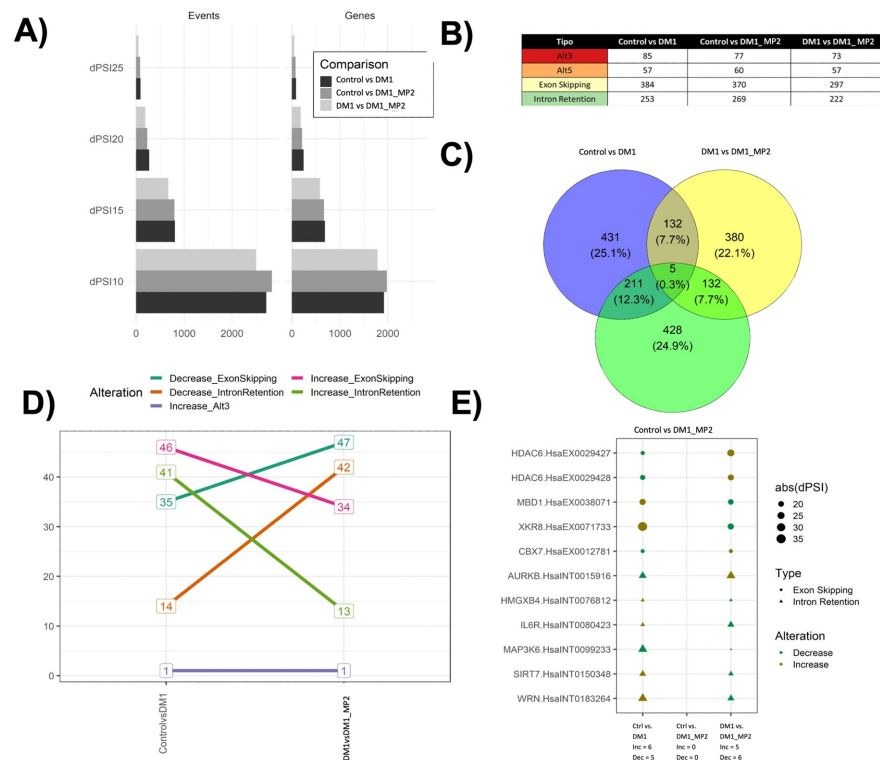 A)
Events
Genes
dPSI25
dPSI20
dPSI15
dPSI10
Comparison
Control vs DM1
Control vs DM1_MP2
DM1 vs DM1_MP2
0
1000
2000
0
1000
2000
B)
Tipo Control vs DM1 Control vs DM1_MP2 DM1 vs DM1_MP2
Alt3 85 77 73
Alt5 57 60 57
Exon Skipping 384 370 297
Intron Retention 253 269 222
C)
Control vs DM1
DM1 vs DM1_MP2
431
(25.1%)
132
(7.7%)
380
(22.1%)
5
(0.3%)
211
(12.3%)
132
(7.7%)
428
(24.9%)
Control vs DM1_MP2
D)
Alteration
Decrease_ExonSkipping
Decrease_IntronRetention
Increase_Alt3
Increase_ExonSkipping
Increase_IntronRetention
40
30
20
10
0
46
41
35
14
1
47
42
34
13
1
ControlvsDM1
DM1vsDM1_MP2
E)
HDAC6.HsaEX0029427
HDAC6.HsaEX0029428
MBD1.HsaEX0038071
XKR8.HsaEX0071733
CBX7.HsaEX0012781
AURKB.HsaINT0015916
HMGXB4.HsaINT0076812
IL6R.HsaINT0080423
MAP3K6.HsaINT0099233
SIRT7.HsaINT0150348
WRN.HsaINT0183264
Ctrl vs.
DM1
Inc = 6
Dec = 5
Ctrl vs.
DM1_MP2
Inc = 0
Dec = 0
DM1 vs.
DM1_MP2
Inc = 5
Dec = 6
abs(dPSI)
20
25
30
35
Type
Exon Skipping
Intron Retention
Alteration
Decrease
Increase